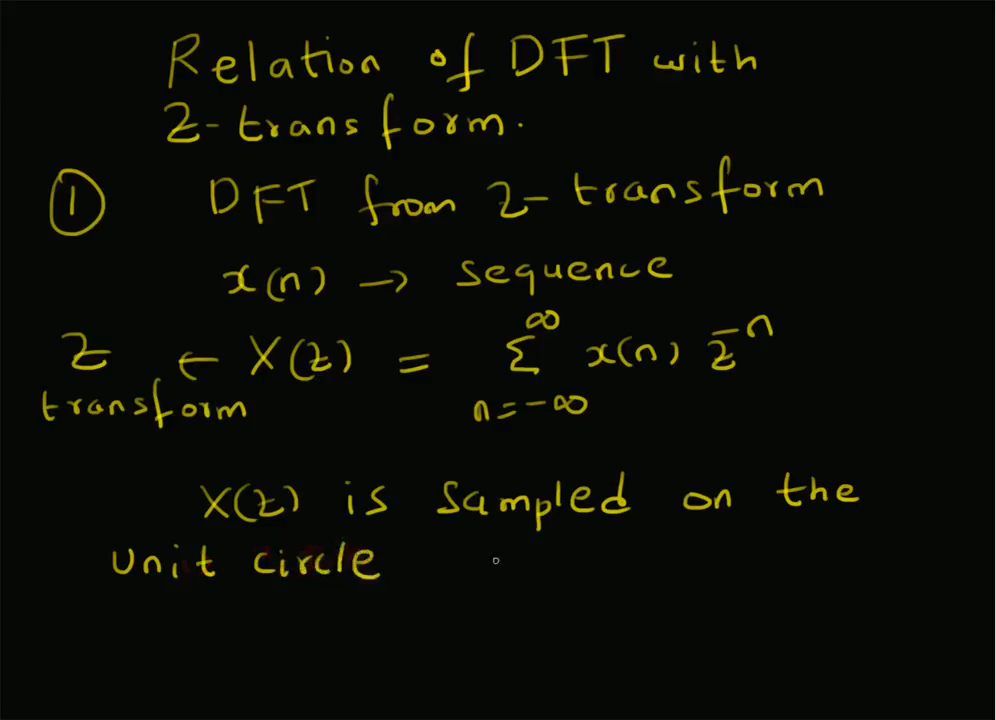 Relation of DFT with
Z-transform.
① DFT from Z-transform
x(n) → sequence
Z ← X(z) = ∞ Σ n=-∞ x(n) z^-n
transform
X(z) is sampled on the
unit circle